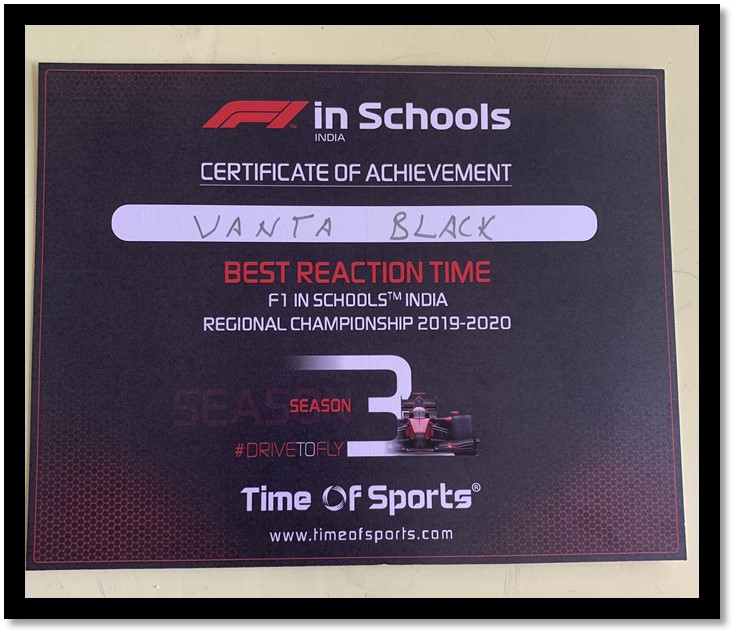 F1™ in Schools
INDIA
CERTIFICATE OF ACHIEVEMENT
VANTA BLACK
BEST REACTION TIME
F1 IN SCHOOLS™ INDIA
REGIONAL CHAMPIONSHIP 2019-2020
SEASON
SEASON 3
#DRIVETOFLY
Time Of Sports®
www.timeofsports.com